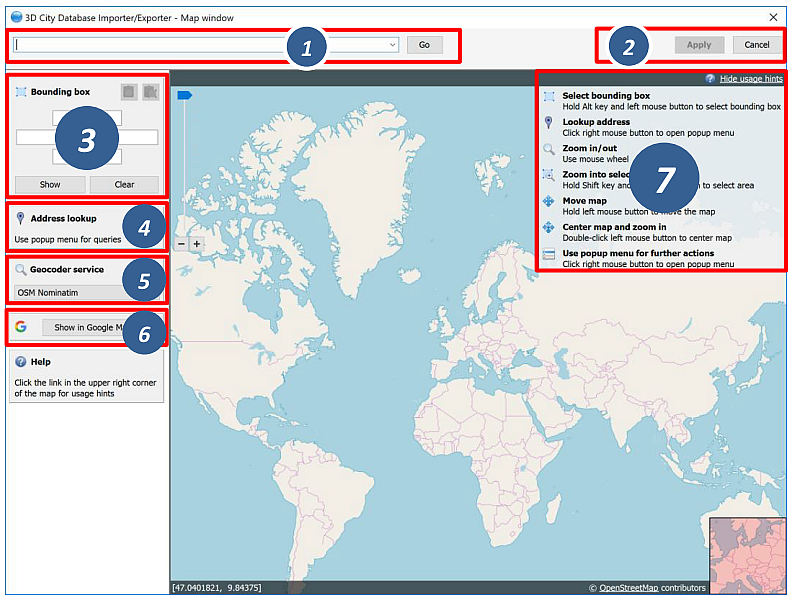 3D City Database Importer/Exporter - Map window
1
Go
2
Apply
Cancel
Bounding box
3
Show
Clear
Address lookup
Use popup menu for queries
4
Geocoder service
OSM Nominatim
5
G
Show in Google M
6
Help
Click the link in the upper right corner
of the map for usage hints
Hide usage hints
Select bounding box
Hold Alt key and left mouse button to select bounding box
Lookup address
Click right mouse button to open popup menu
Zoom in/out
Use mouse wheel
Zoom into selec
Hold Shift key and to select area
Move map
Hold left mouse button to move the map
Center map and zoom in
Double-click left mouse button to center map
Use popup menu for further actions
Click right mouse button to open popup menu
7
[47.0401821, 9.84375]
© OpenStreetMap contributors